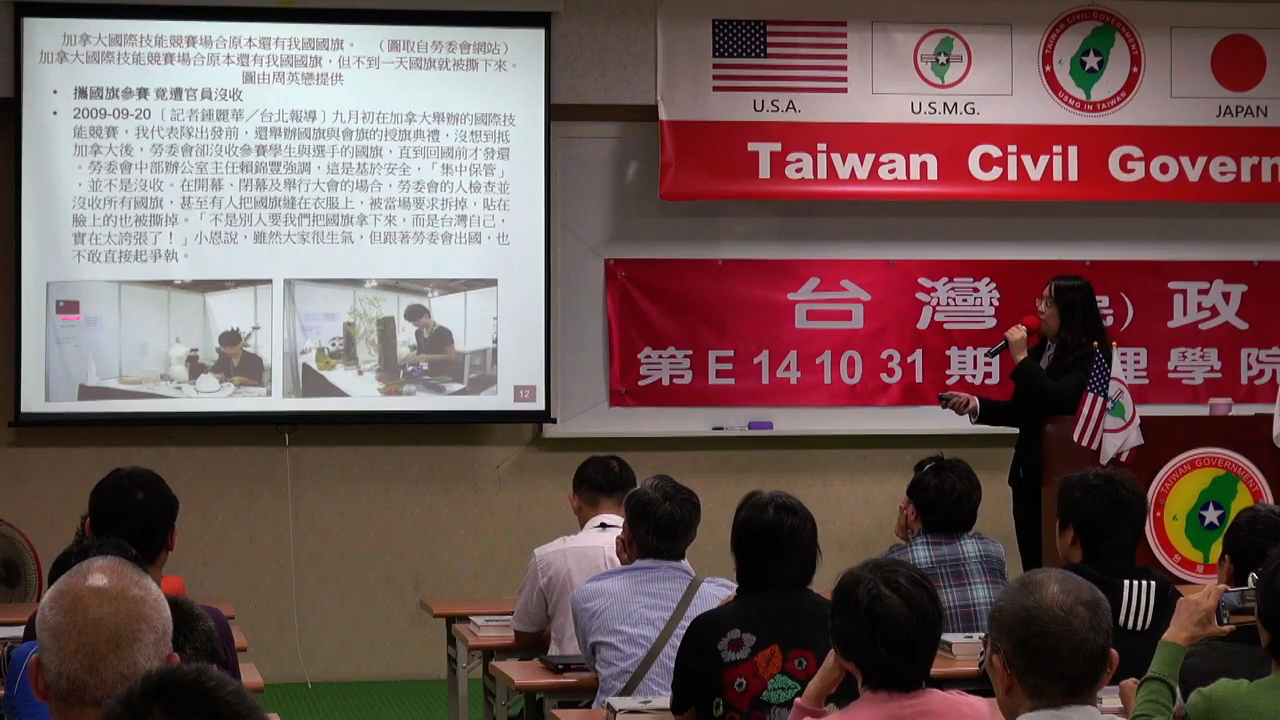 加拿大國際技能競賽場合原本還有我國國旗。 （圖取自勞委會網站）
加拿大國際技能競賽場合原本還有我國國旗，但不到一天國旗就被撕下來。
圖由周英戀提供
• 攜國旗參賽 竟遭官員沒收
• 2009-09-20〔記者鍾麗華／台北報導〕九月初在加拿大舉辦的國際技
能競賽，我代表隊出發前，還舉辦國旗與會旗的授旗典禮，沒想到抵
加拿大後，勞委會卻沒收參賽學生與選手的國旗，直到回國前才發還
。勞委會中部辦公室主任賴錦豐強調，這是基於安全，「集中保管」
，並不是沒收。在開幕、閉幕及舉行大會的場合，勞委會的人檢查並
沒收所有國旗，甚至有人把國旗縫在衣服上，被當場要求拆掉，貼在
臉上的也被撕掉。「不是別人要我們把國旗拿下來，而是台灣自己，
實在太誇張了！」小恩說，雖然大家很生氣，但跟著勞委會出國，也
不敢直接起爭執。
12
U.S.A.
U.S.M.G.
TAIWAN CIVIL GOVERNMENT
USMG IN TAIWAN
JAPAN
Taiwan Civil Govern
台灣 民）政
第E141031期 理學院
TAIWAN GOVERNMENT
台灣